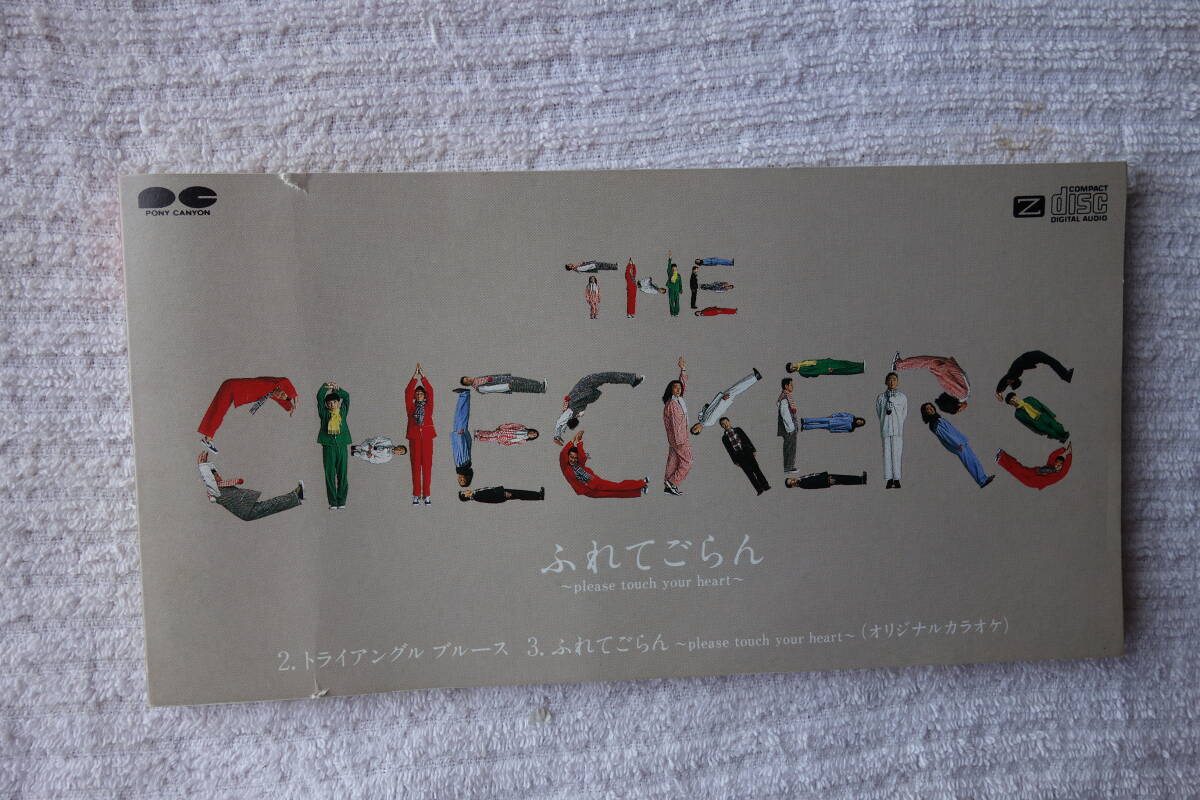 PONY CANYON
Z COMPACT disc DIGITAL AUDIO
THE
CHECKERS
ふれてごらん
～please touch your heart～
2. トライアングル ブルース 3. ふれてごらん ～please touch your heart～ (オリジナルカラオケ)